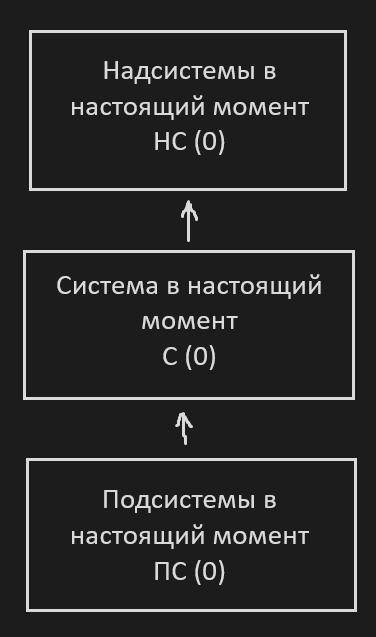 Надсистемы в
настоящий момент
НС (0)
Система в настоящий
момент
С (0)
Подсистемы в
настоящий момент
ПС (0)